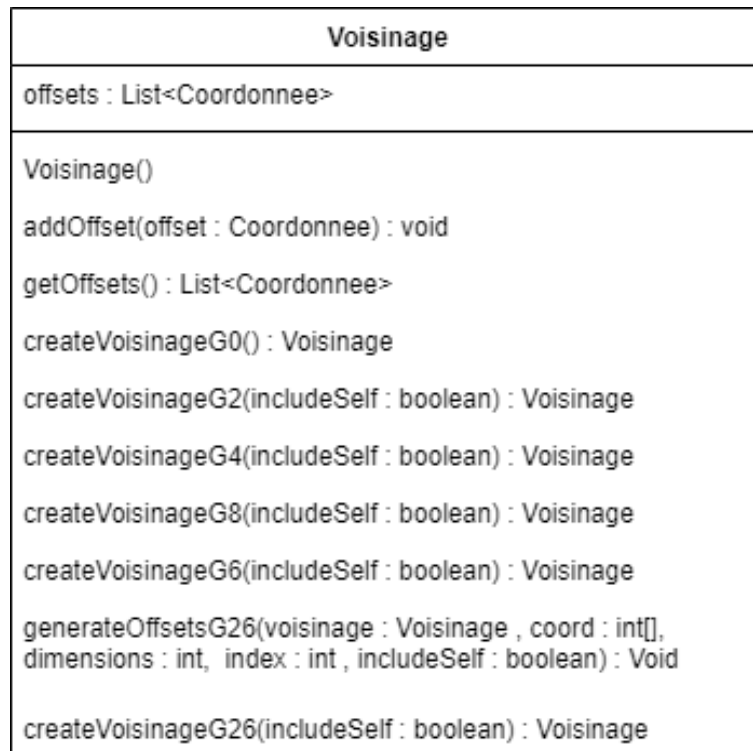 Voisinage
offsets : List<Coordonnee>
Voisinage()
addOffset(offset : Coordonnee) : void
getOffsets() : List<Coordonnee>
createVoisinageG0() : Voisinage
createVoisinageG2(includeSelf : boolean) : Voisinage
createVoisinageG4(includeSelf : boolean) : Voisinage
createVoisinageG8(includeSelf : boolean) : Voisinage
createVoisinageG6(includeSelf : boolean) : Voisinage
generateOffsetsG26(voisinage : Voisinage , coord : int[],
dimensions : int,  index : int , includeSelf : boolean) : Void
createVoisinageG26(includeSelf : boolean) : Voisinage